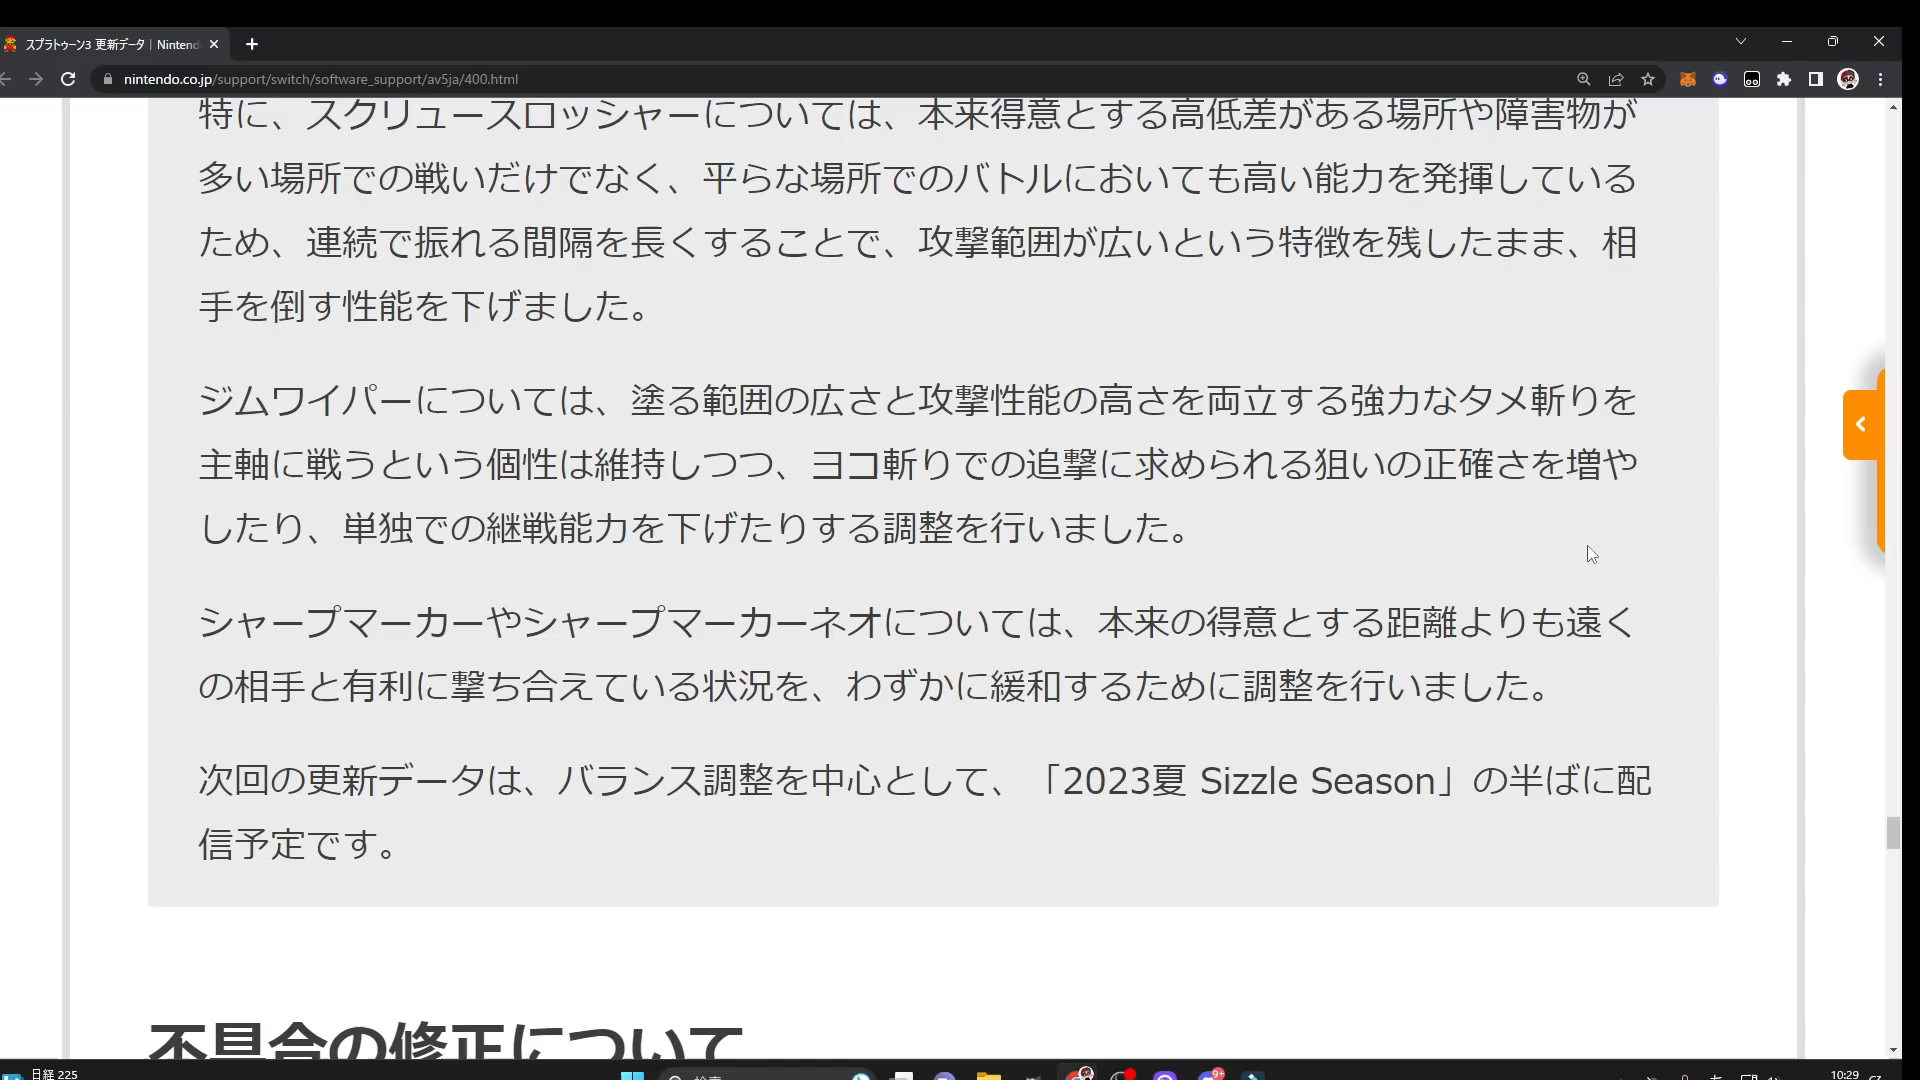 スプラトゥーン3 更新データ｜Nintend
nintendo.co.jp/support/switch/software_support/av5ja/400.html
特に、スクリュースロッシャーについては、本来得意とする高低差がある場所や障害物が
多い場所での戦いだけでなく、平らな場所でのバトルにおいても高い能力を発揮している
ため、連続で振れる間隔を長くすることで、攻撃範囲が広いという特徴を残したまま、相
手を倒す性能を下げました。
ジムワイパーについては、塗る範囲の広さと攻撃性能の高さを両立する強力なタメ斬りを
主軸に戦うという個性は維持しつつ、ヨコ斬りでの追撃に求められる狙いの正確さを増や
したり、単独での継戦能力を下げたりする調整を行いました。
シャープマーカーやシャープマーカーネオについては、本来の得意とする距離よりも遠く
の相手と有利に撃ち合えている状況を、わずかに緩和するために調整を行いました。
次回の更新データは、バランス調整を中心として、「2023夏 Sizzle Season」の半ばに配
信予定です。
不具合の修正について
日経 225
検索
9+
10:29